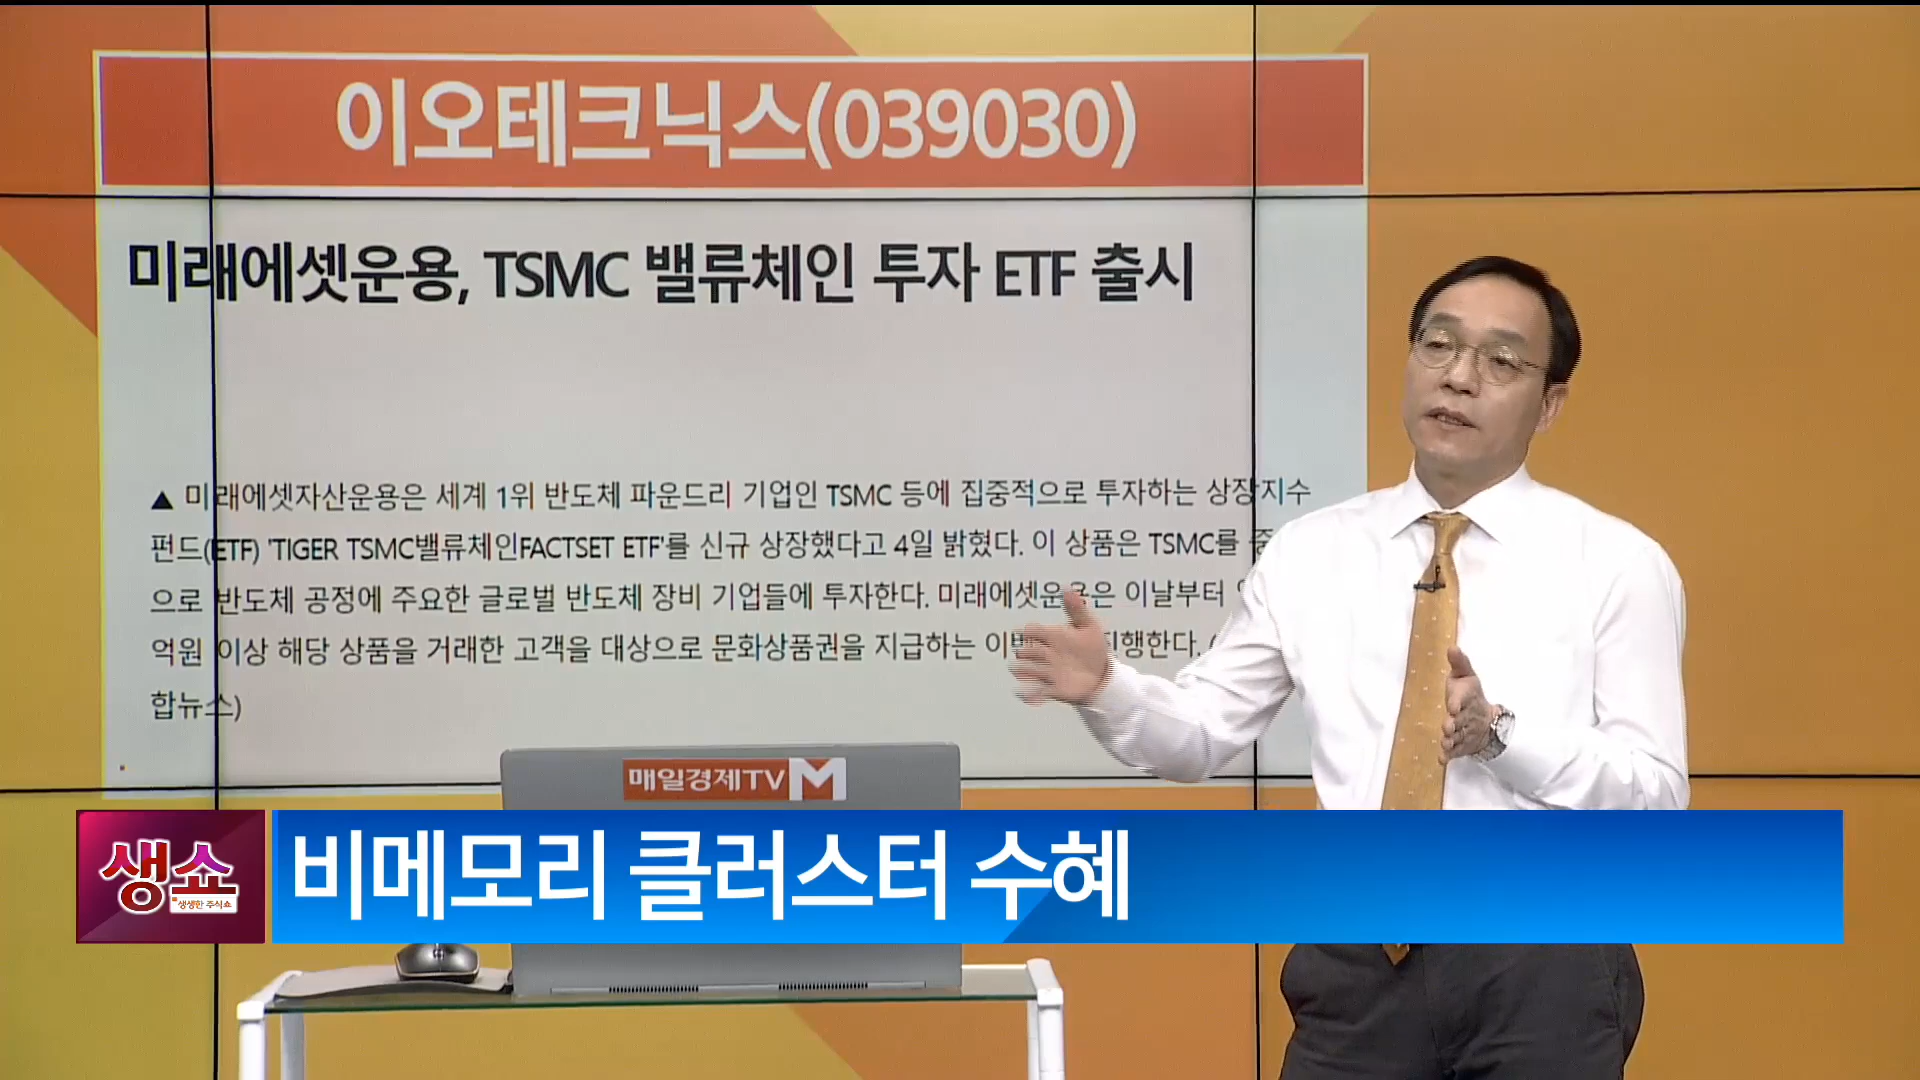 이오테크닉스(039030)
미래에셋운용, TSMC 밸류체인 투자 ETF 출시
▲ 미래에셋자산운용은 세계 1위 반도체 파운드리 기업인 TSMC 등에 집중적으로 투자하는 상장지수
펀드(ETF) 'TIGER TSMC밸류체인FACTSET ETF'를 신규 상장했다고 4일 밝혔다. 이 상품은 TSMC를
으로 반도체 공정에 주요한 글로벌 반도체 장비 기업들에 투자한다. 미래에셋운용은 이날부터
억원 이상 해당 상품을 거래한 고객을 대상으로 문화상품권을 지급하는
합뉴스)
매일경제TV M
생쇼
생생한 주식쇼
비메모리 클러스터 수혜